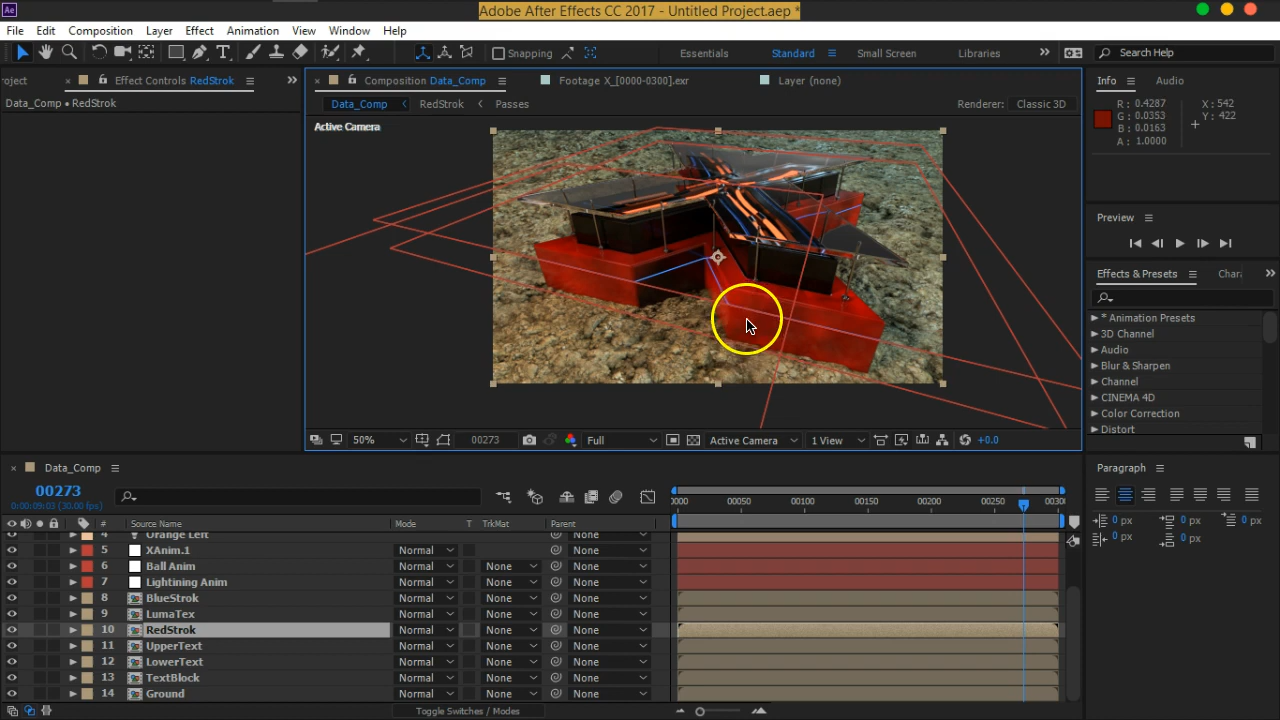 Adobe After Effects CC 2017 - Untitled Project.aep *
File Edit Composition Layer Effect Animation View Window Help
Snapping Essentials Standard Small Screen Libraries Search Help
roject Effect Controls RedStrok Composition Data_Comp Footage X_[0000-0300].exr Layer (none) Info Audio
Data_Comp • RedStrok
Data_Comp RedStrok Passes Renderer: Classic 3D
Active Camera
R : 0.4287
G : 0.0353
B : 0.0163
A : 1.0000
X : 542
Y : 422
Preview
Effects & Presets Chara
* Animation Presets
3D Channel
Audio
Blur & Sharpen
Channel
CINEMA 4D
Color Correction
Distort
50% 00273 Full Active Camera 1 View +0.0
Data_Comp
00273
0:00:09:03 (30.00 fps)
0000 00050 00100 00150 00200 00250 0030
# Source Name Mode T TrkMat Parent
4 Orange Left None
5 XAnim.1 Normal None
6 Ball Anim Normal None None
7 Lightining Anim Normal None None
8 BlueStrok Normal None None
9 LumaTex Normal None None
10 RedStrok Normal None None
11 UpperText Normal None None
12 LowerText Normal None None
13 TextBlock Normal None None
14 Ground Normal None None
Toggle Switches / Modes
Paragraph
0 px 0 px 0 px
0 px 0 px